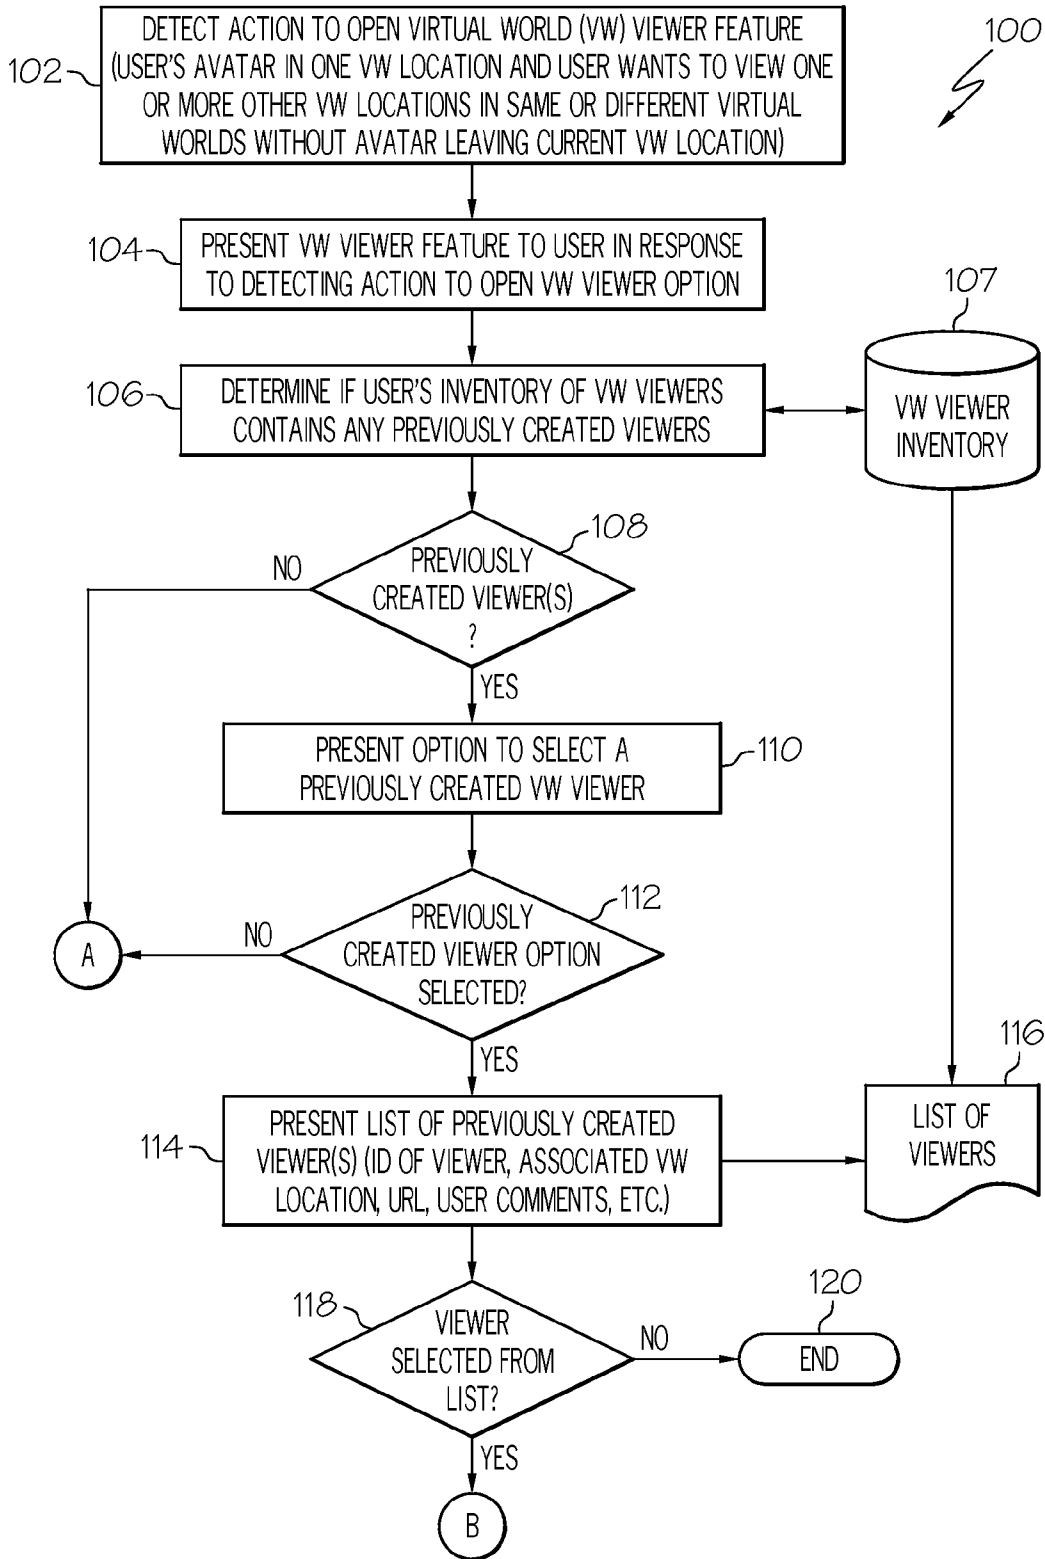 100
102
DETECT ACTION TO OPEN VIRTUAL WORLD (VW) VIEWER FEATURE
(USER'S AVATAR IN ONE VW LOCATION AND USER WANTS TO VIEW ONE
OR MORE OTHER VW LOCATIONS IN SAME OR DIFFERENT VIRTUAL
WORLDS WITHOUT AVATAR LEAVING CURRENT VW LOCATION)
104
PRESENT VW VIEWER FEATURE TO USER IN RESPONSE
TO DETECTING ACTION TO OPEN VW VIEWER OPTION
107
106
DETERMINE IF USER'S INVENTORY OF VW VIEWERS
CONTAINS ANY PREVIOUSLY CREATED VIEWERS
VW VIEWER
INVENTORY
108
PREVIOUSLY
CREATED VIEWER(S)
?
NO
YES
110
PRESENT OPTION TO SELECT A
PREVIOUSLY CREATED VW VIEWER
112
PREVIOUSLY
CREATED VIEWER OPTION
SELECTED?
NO
A
YES
116
114
PRESENT LIST OF PREVIOUSLY CREATED
VIEWER(S) (ID OF VIEWER, ASSOCIATED VW
LOCATION, URL, USER COMMENTS, ETC.)
LIST OF
VIEWERS
118
VIEWER
SELECTED FROM
LIST?
NO
120
END
YES
B